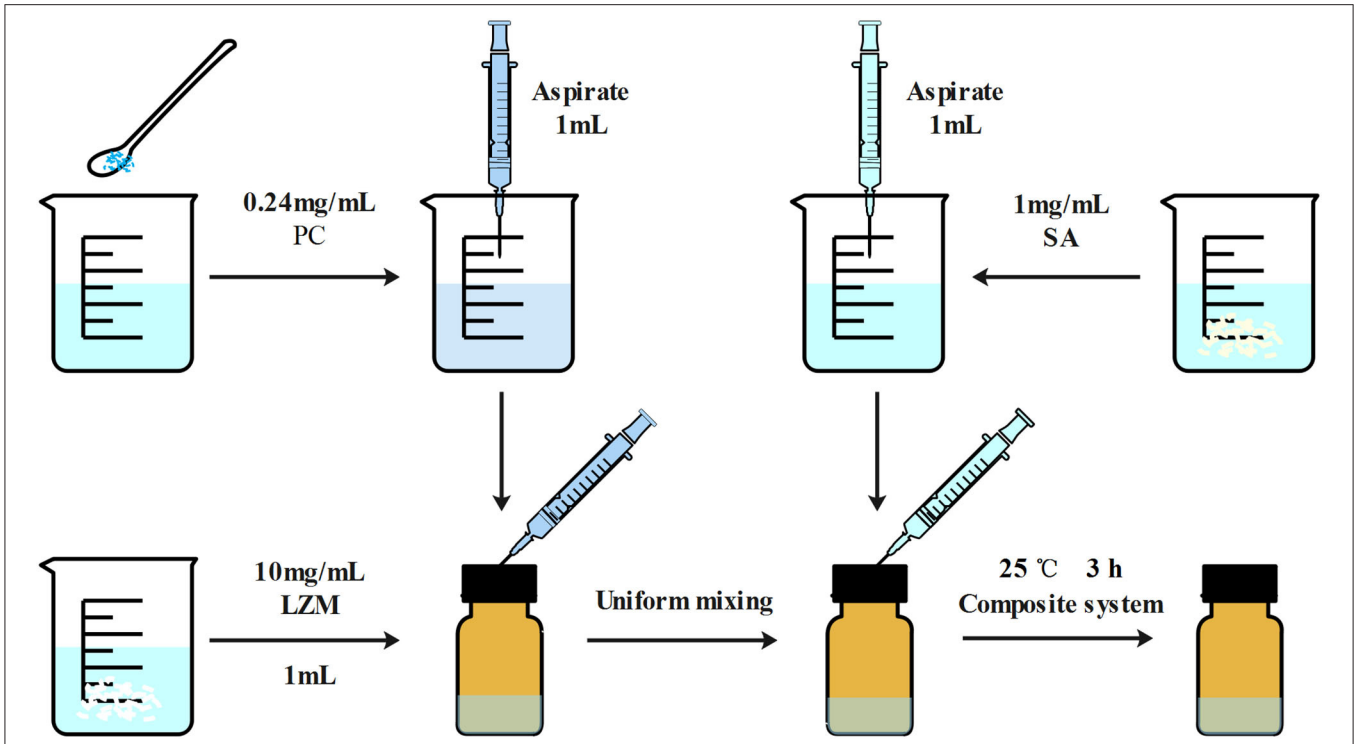 Aspirate
1mL
Aspirate
1mL
0.24mg/mL
PC
1mg/mL
SA
10mg/mL
LZM
1mL
Uniform mixing
25 ℃ 3 h
Composite system